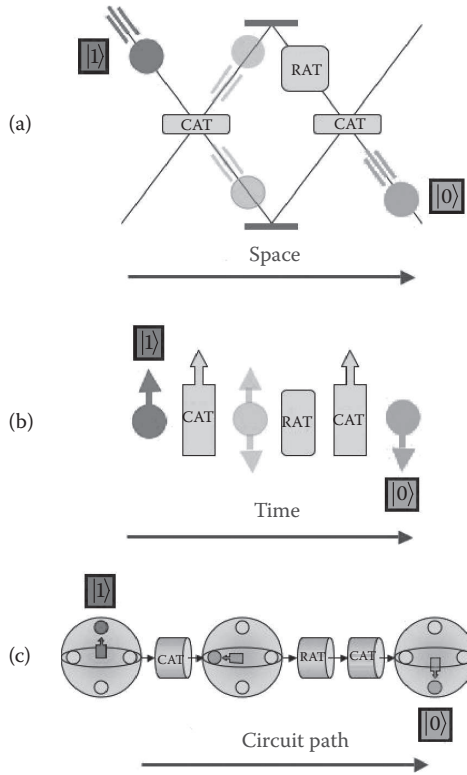 |1⟩
RAT
(a)
CAT
CAT
|0⟩
Space
|1⟩
(b)
CAT
RAT
CAT
|0⟩
Time
|1⟩
(c)
CAT
RAT
CAT
|0⟩
Circuit path